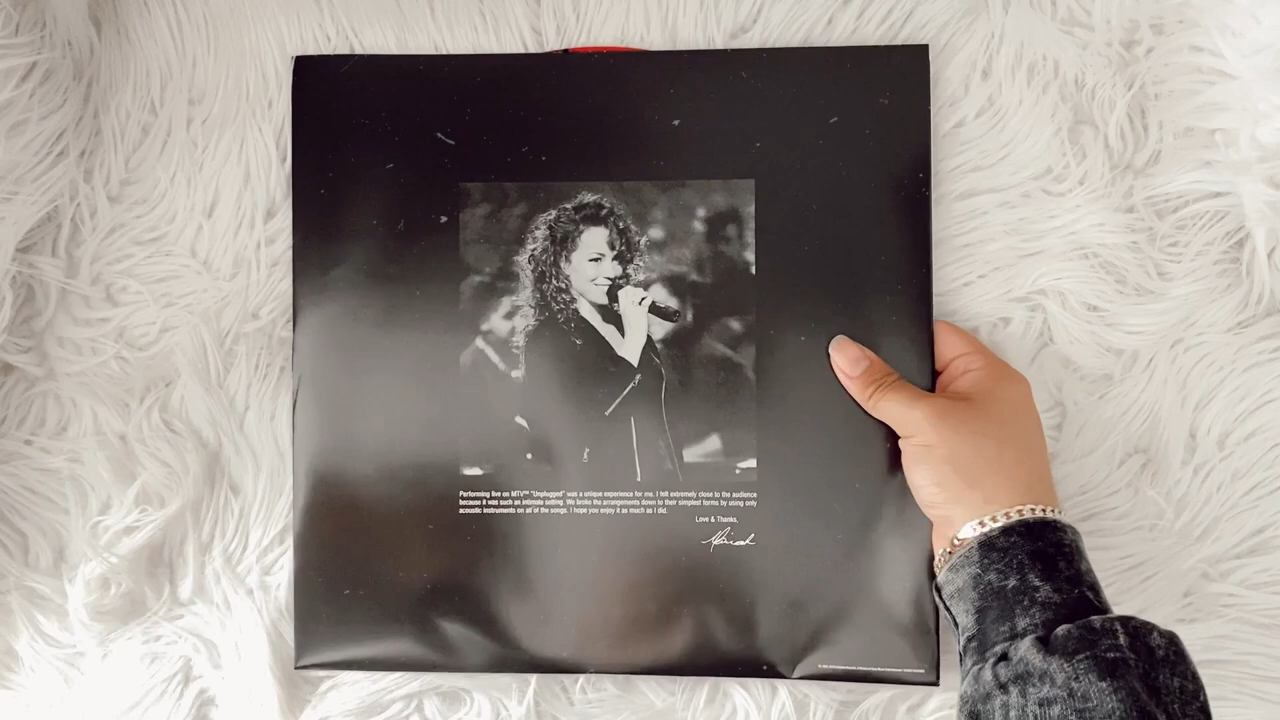 Performing live on MTV™ "Unplugged" was a unique experience for me. I felt extremely close to the audience
because it was such an intimate setting. We broke the arrangements down to their simplest forms by using only
acoustic instruments on all of the songs. I hope you enjoy it as much as I did.
Love & Thanks,
Mariah